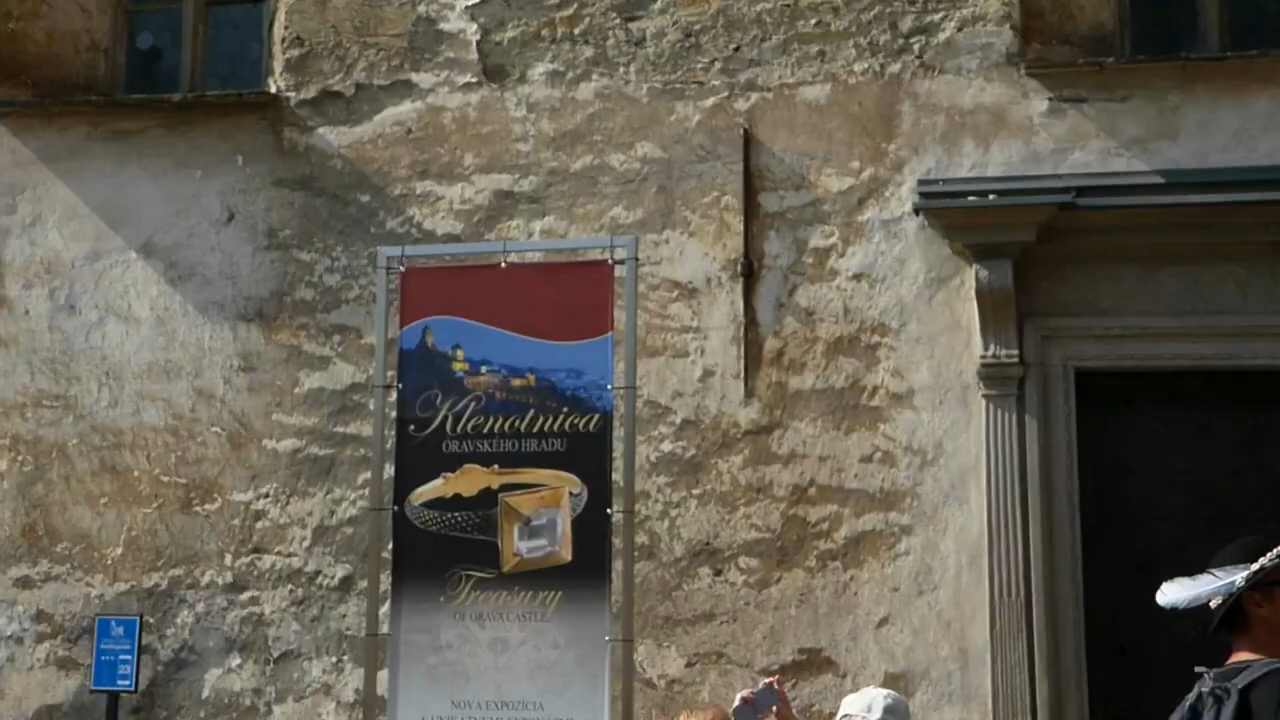 Klenotnica
ORAVSKÉHO HRADU
Treasury
OF ORAVA CASTLE
NOVÁ EXPOZÍCIA